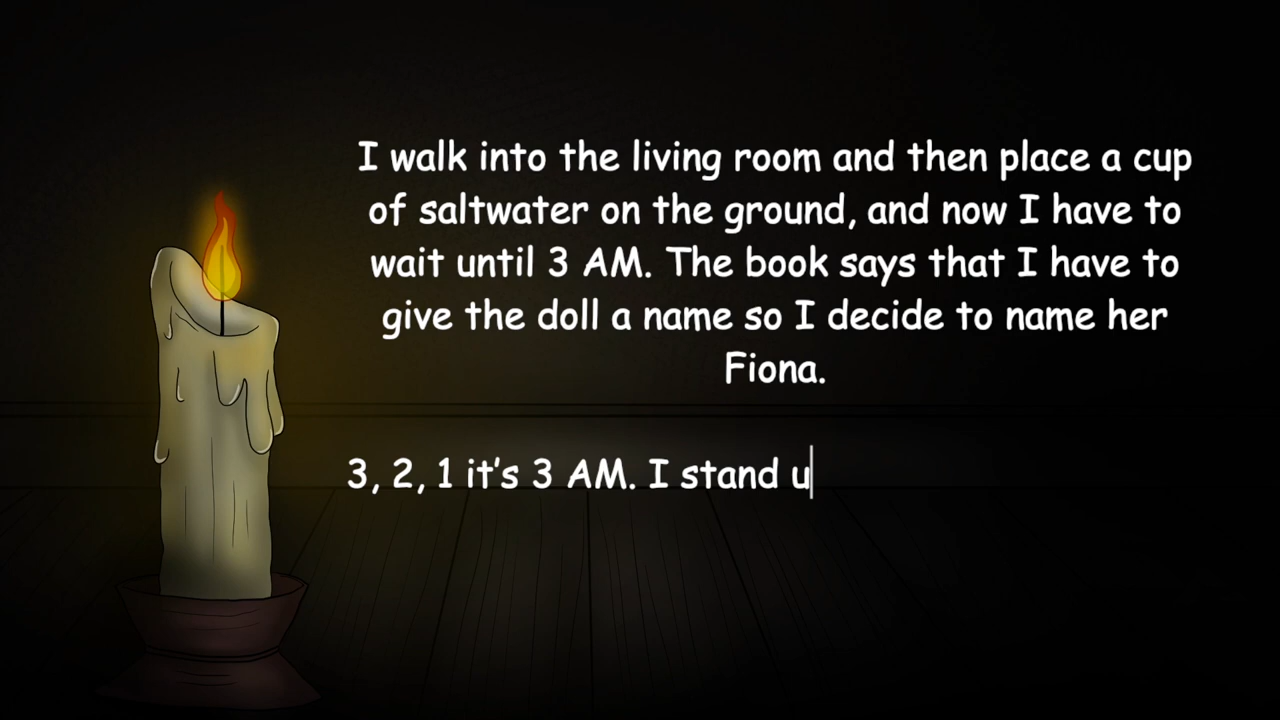 I walk into the living room and then place a cup
of saltwater on the ground, and now I have to
wait until 3 AM. The book says that I have to
give the doll a name so I decide to name her
Fiona.
3, 2, 1 it's 3 AM. I stand u